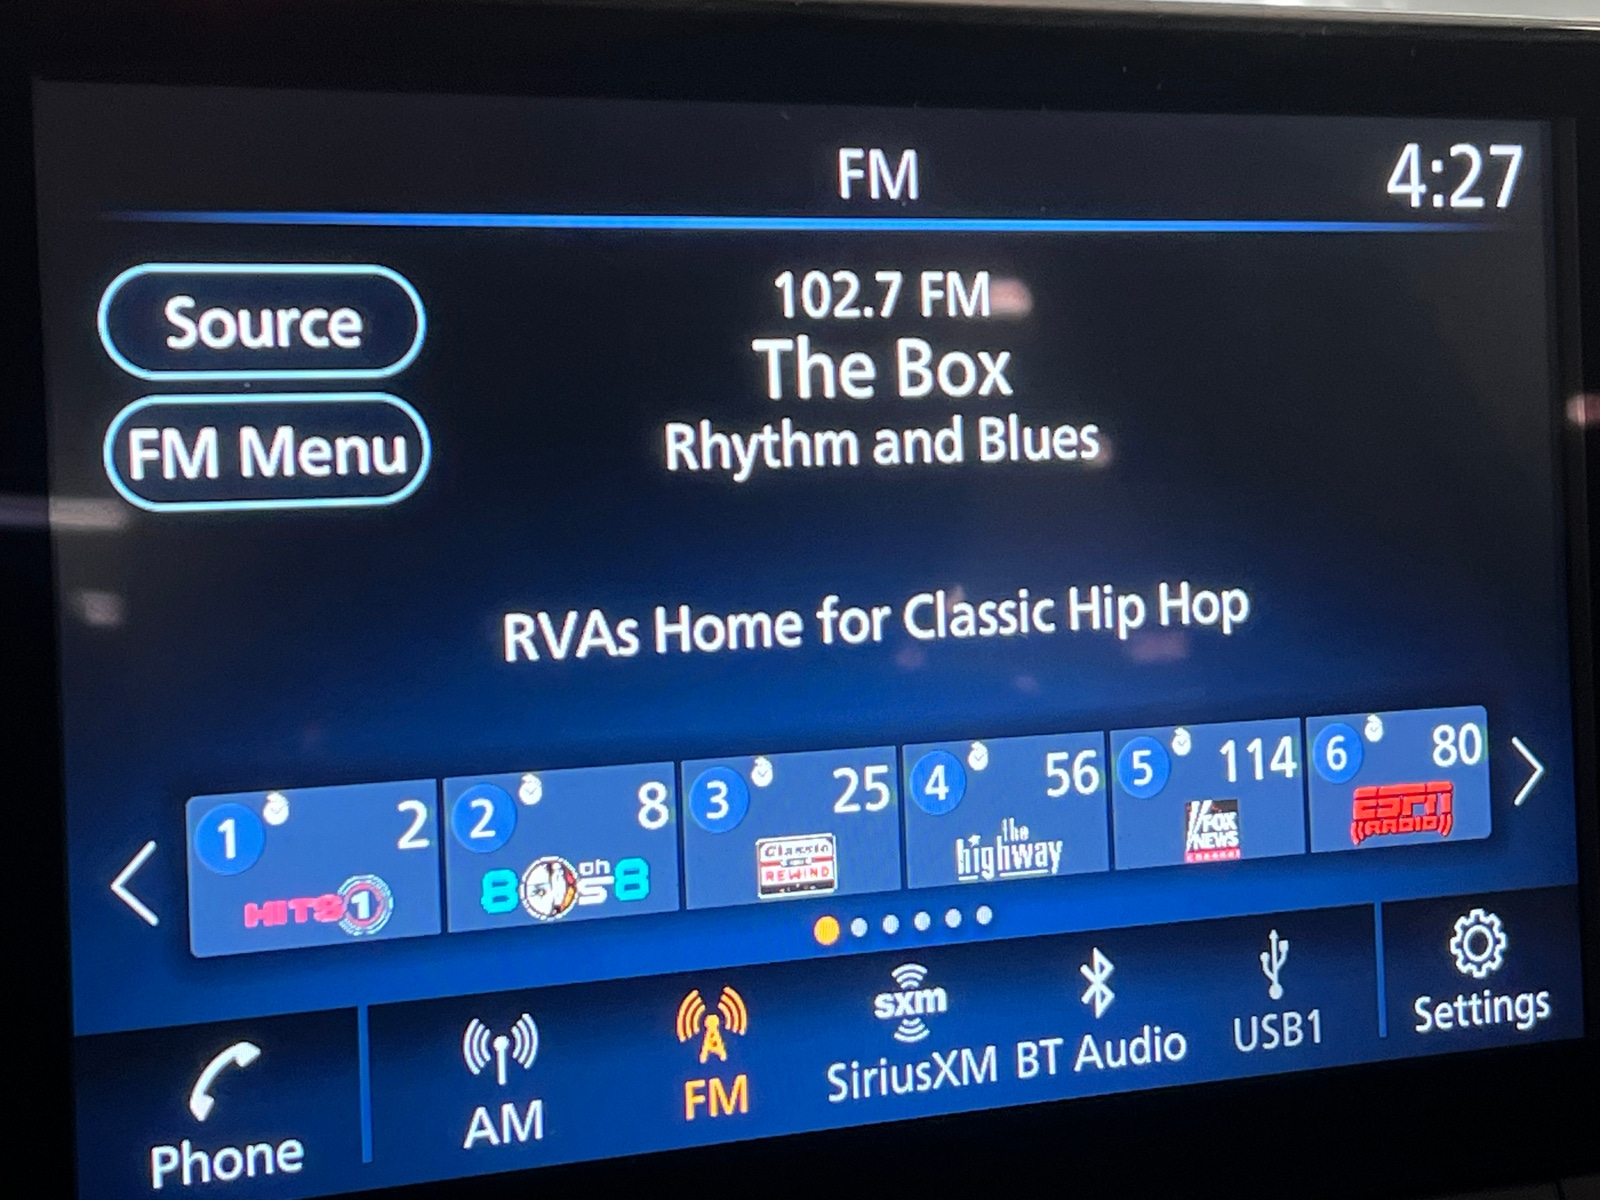 FM
4:27
Source
FM Menu
102.7 FM
The Box
Rhythm and Blues
RVAs Home for Classic Hip Hop
1 2
HITS 1
2 8
80s on 8
3 25
Classic
REWIND
4 56
the
highway
5 114
FOX
NEWS
channel
6 80
ESPN
RADIO
Phone
AM
FM
sxm
SiriusXM
BT Audio
USB1
Settings